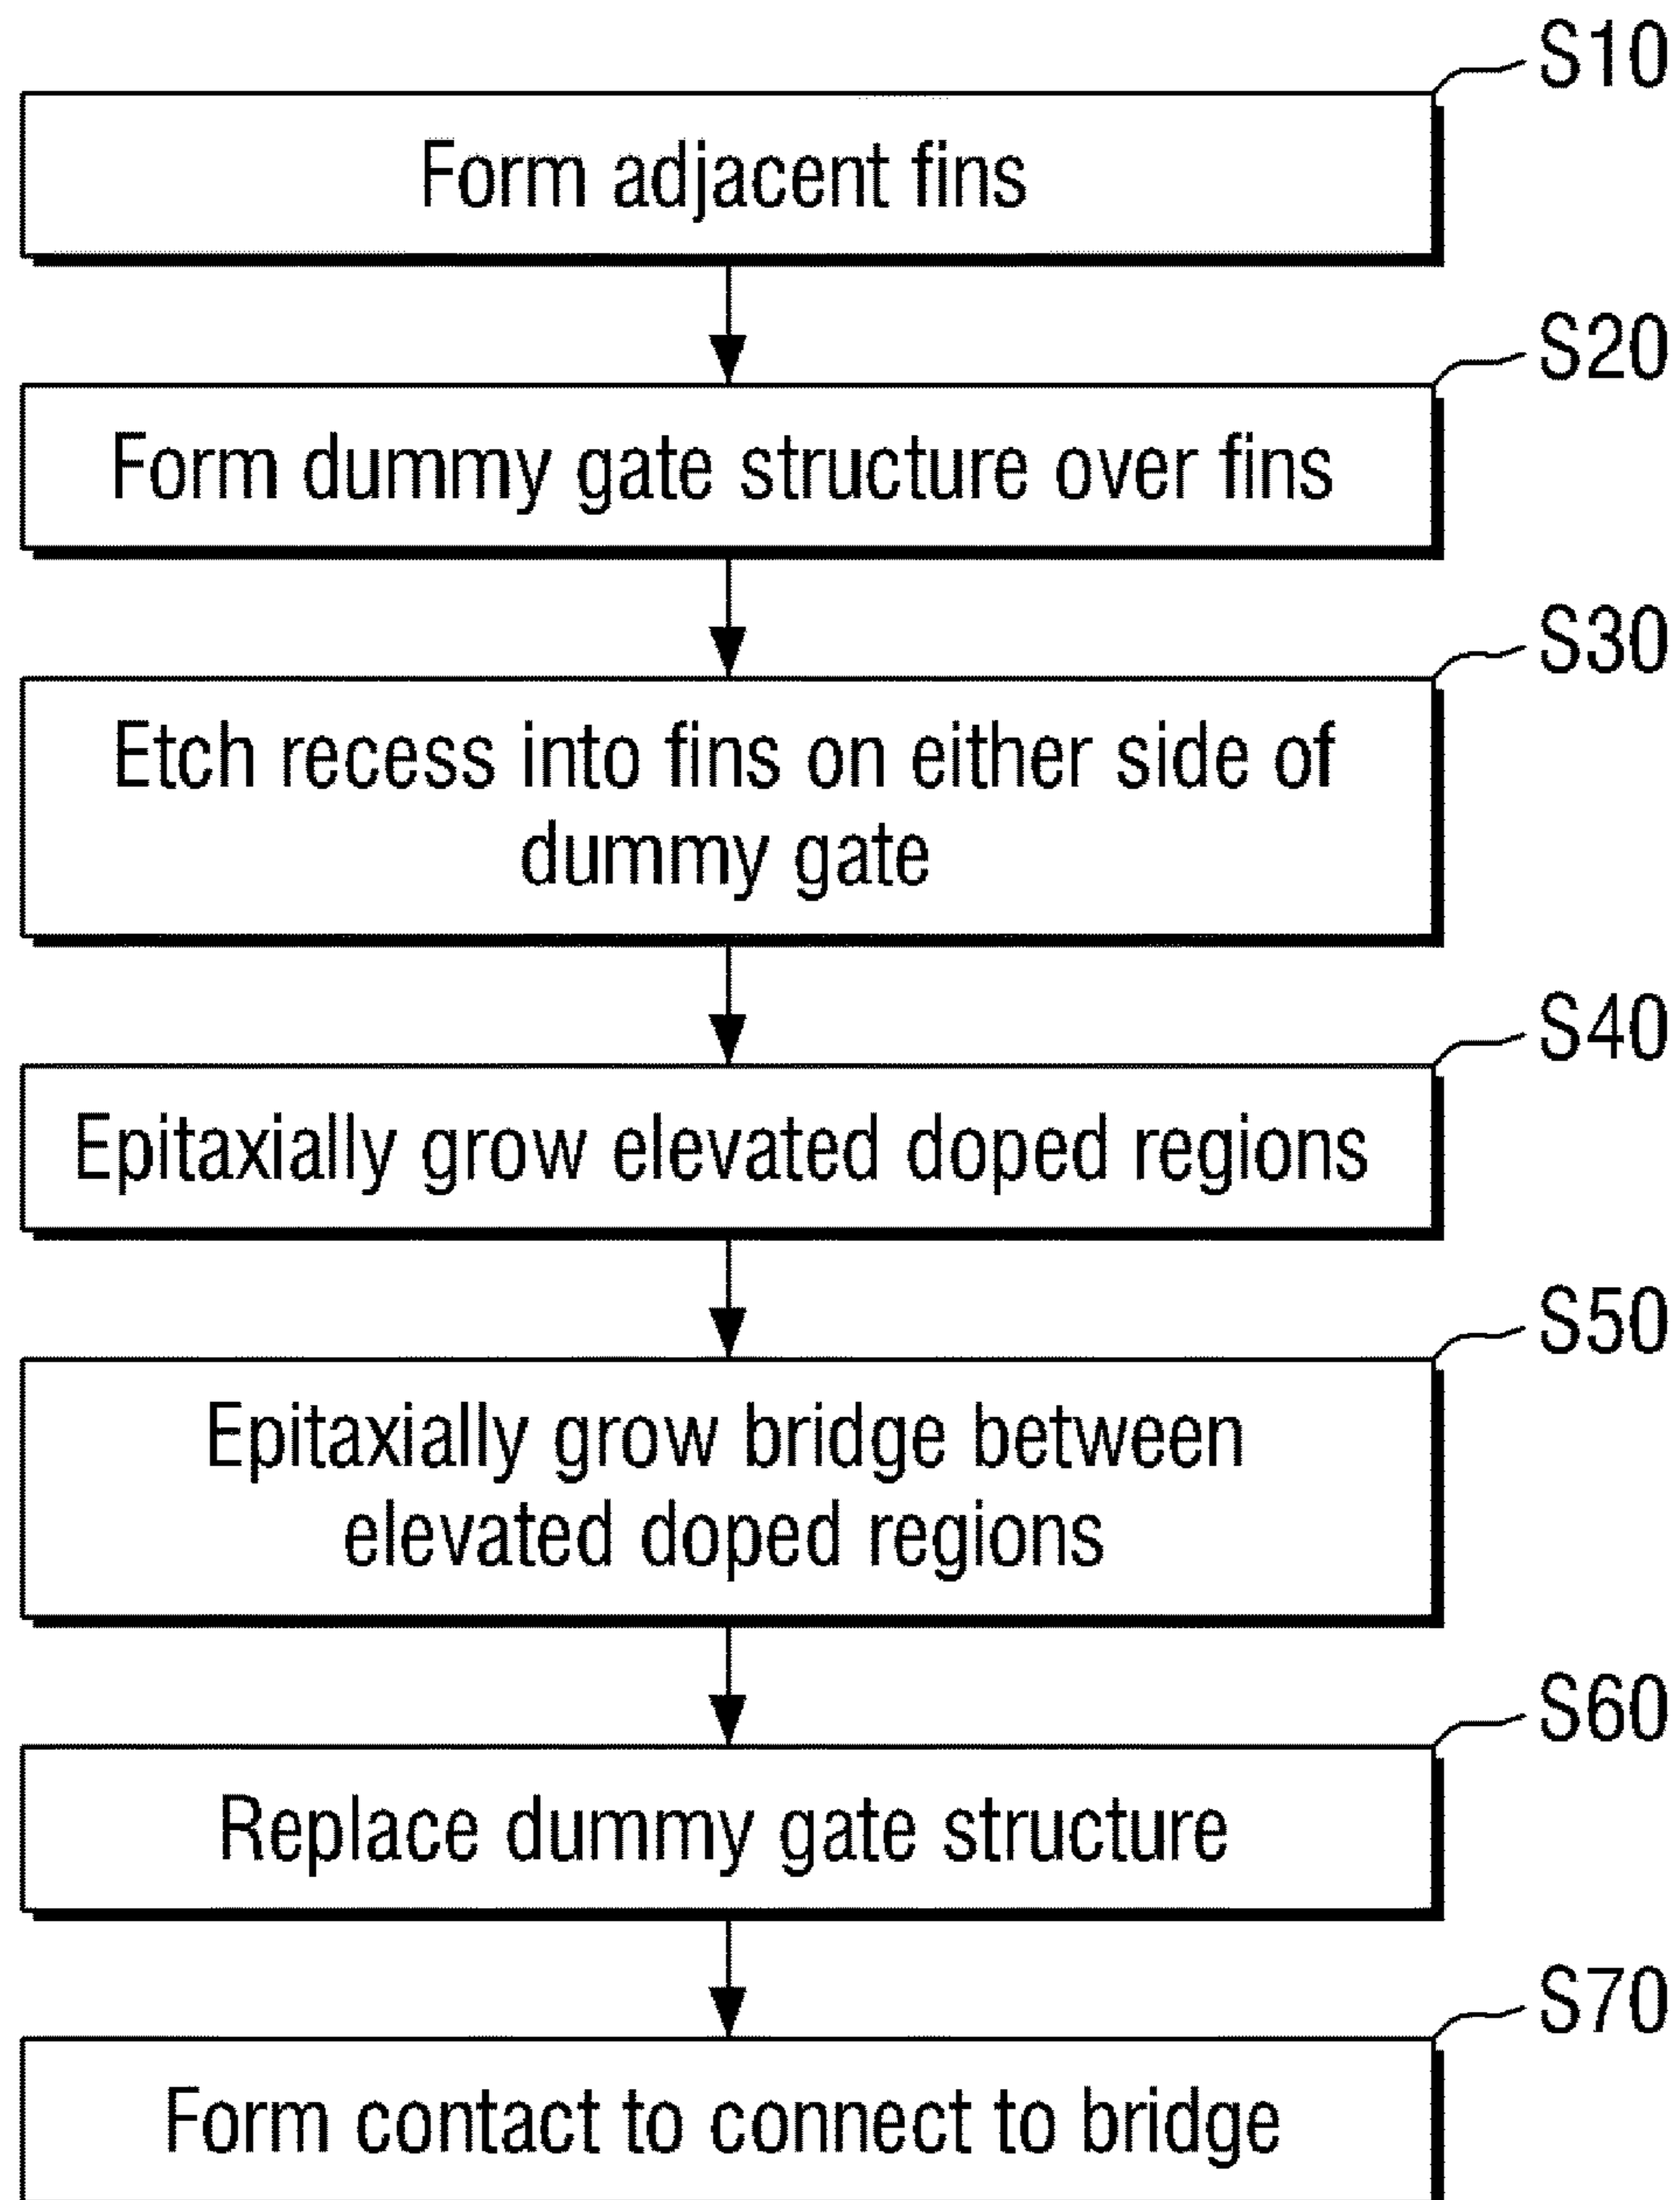 S10
Form adjacent fins
S20
Form dummy gate structure over fins
S30
Etch recess into fins on either side of
dummy gate
S40
Epitaxially grow elevated doped regions
S50
Epitaxially grow bridge between
elevated doped regions
S60
Replace dummy gate structure
S70
Form contact to connect to bridge